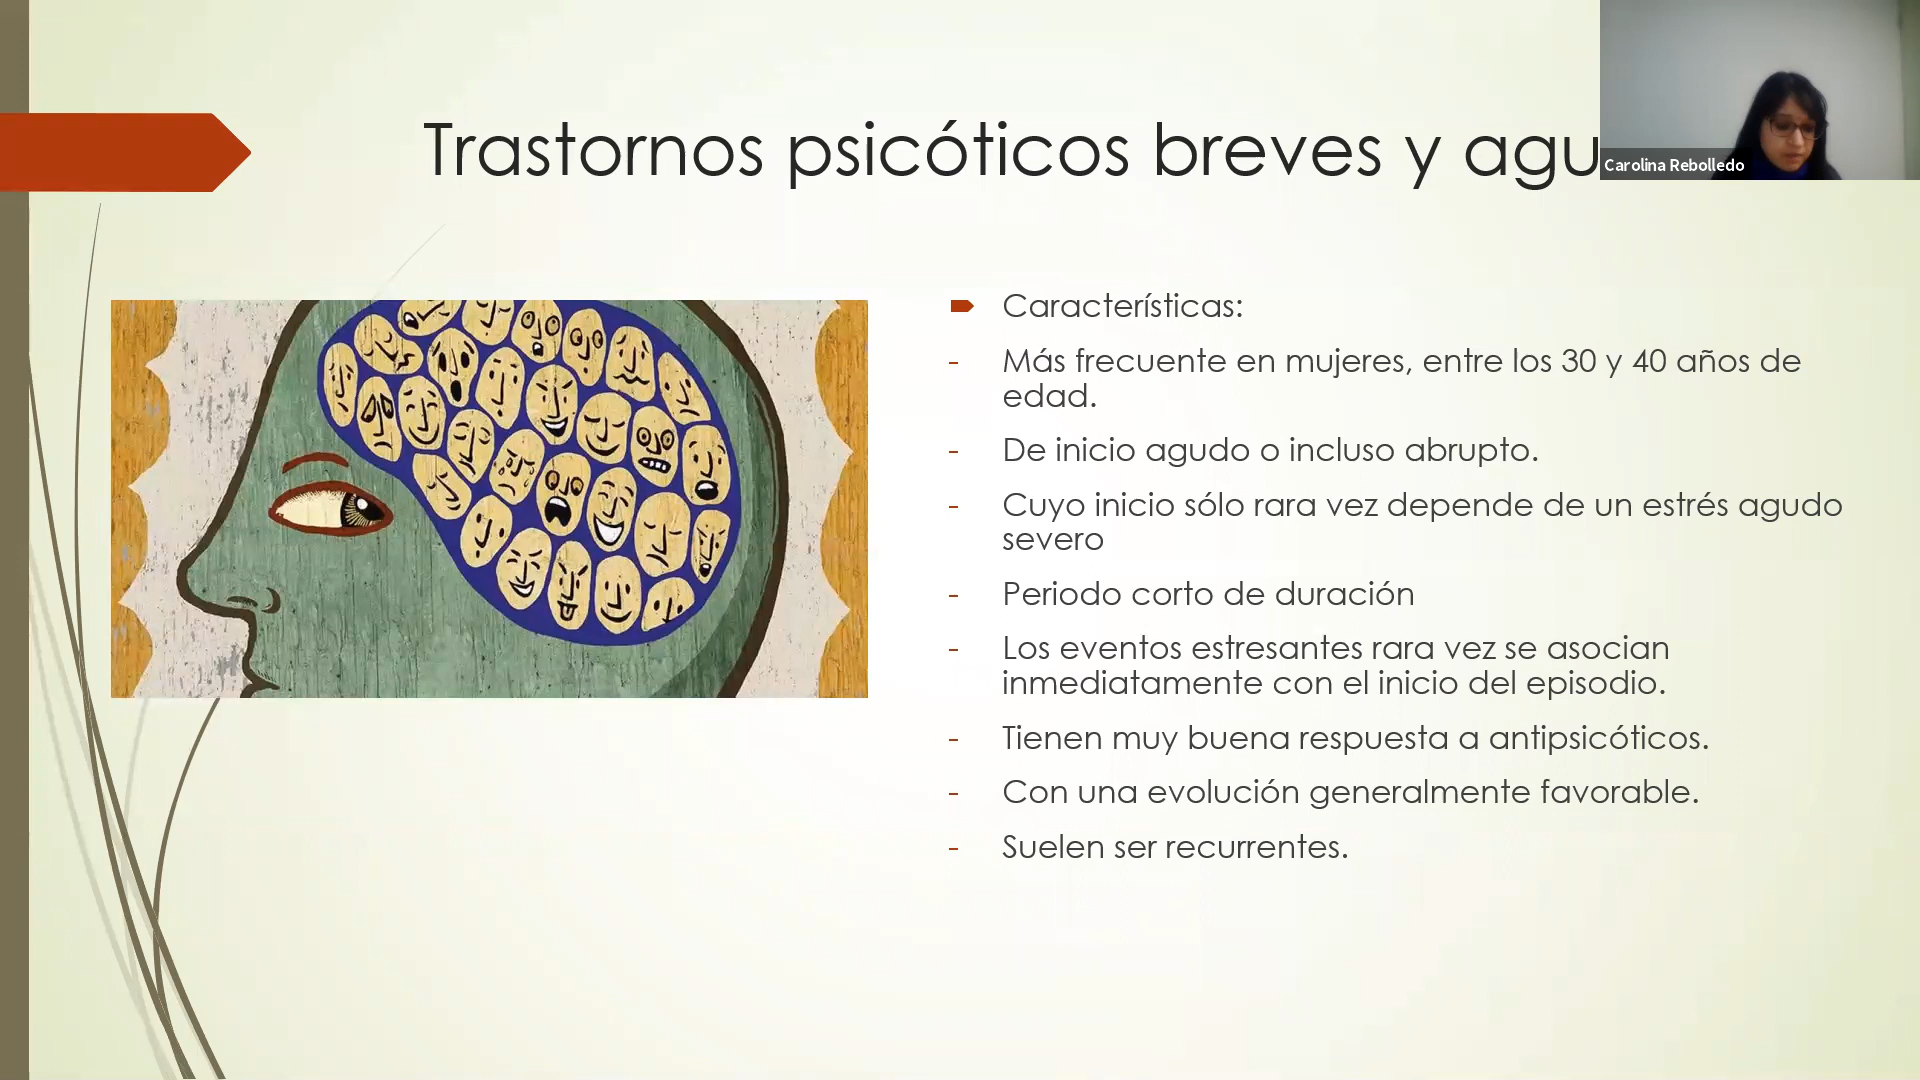 Trastornos psicóticos breves y agu
Carolina Rebolledo
Características:
- Más frecuente en mujeres, entre los 30 y 40 años de
edad.
- De inicio agudo o incluso abrupto.
- Cuyo inicio sólo rara vez depende de un estrés agudo
severo
- Periodo corto de duración
- Los eventos estresantes rara vez se asocian
inmediatamente con el inicio del episodio.
- Tienen muy buena respuesta a antipsicóticos.
- Con una evolución generalmente favorable.
- Suelen ser recurrentes.